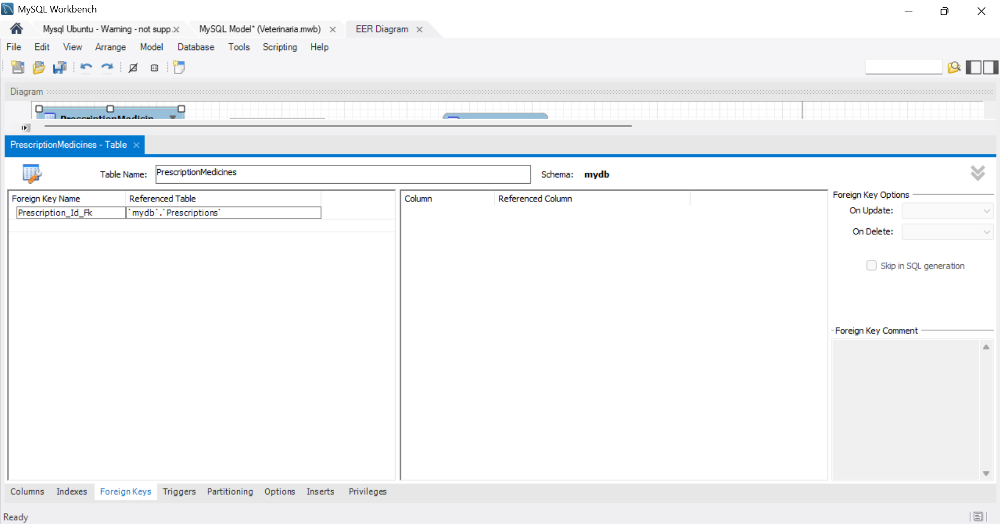 MySQL Workbench
Mysql Ubuntu - Warning - not supp. MySQL Model* (Veterinaria.mwb) EER Diagram
File Edit View Arrange Model Database Tools Scripting Help
Diagram
PrescriptionMedicin
PrescriptionMedicines - Table
Table Name: PrescriptionMedicines Schema: mydb
Foreign Key Name Referenced Table Column Referenced Column Foreign Key Options
Prescription_Id_Fk `mydb`.`Prescriptions` On Update:
On Delete:
Skip in SQL generation
Foreign Key Comment
Columns Indexes Foreign Keys Triggers Partitioning Options Inserts Privileges
Ready